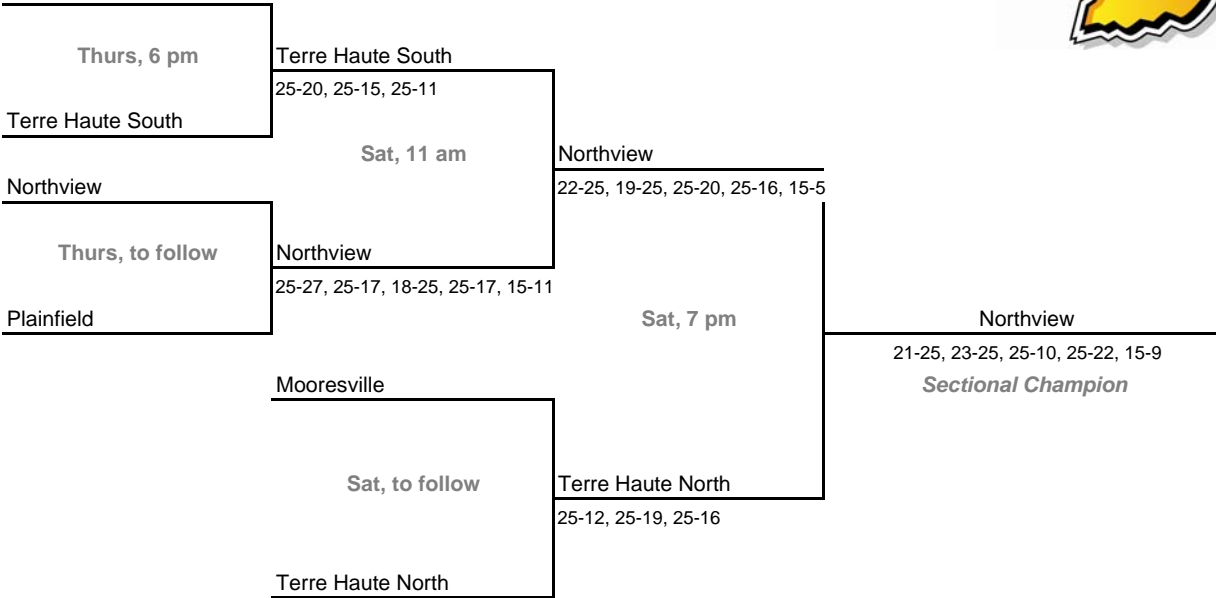 Thurs, 6 pm
Terre Haute South
25-20, 25-15, 25-11
Terre Haute South
Sat, 11 am
Northview
Northview
22-25, 19-25, 25-20, 25-16, 15-5
Thurs, to follow
Northview
25-27, 25-17, 18-25, 25-17, 15-11
Plainfield
Sat, 7 pm
Northview
21-25, 23-25, 25-10, 25-22, 15-9
Mooresville
Sectional Champion
Sat, to follow
Terre Haute North
25-12, 25-19, 25-16
Terre Haute North